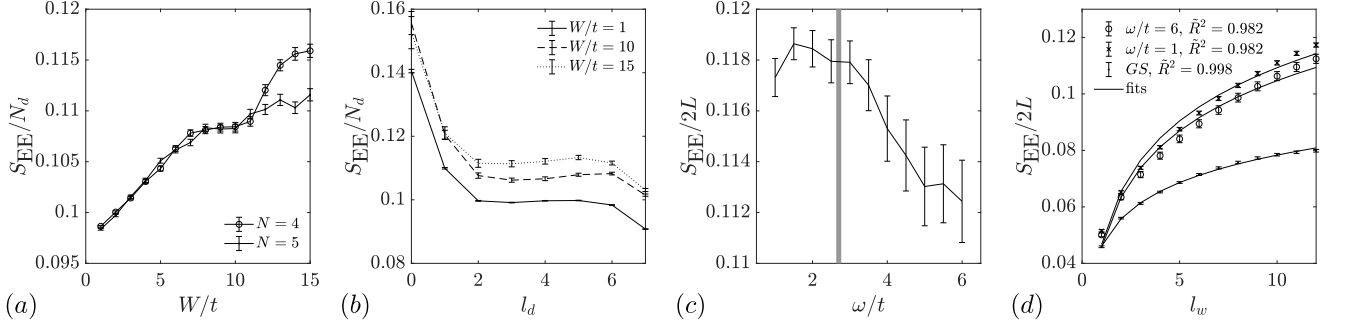 0.12
0.115
0.11
0.105
0.1
0.095
S_EE/N_d
0 5 10 15
W/t
N = 4
N = 5
(a)
0.16
0.14
0.12
0.1
0.08
S_EE/N_d
0 2 4 6
l_d
W/t = 1
W/t = 10
W/t = 15
(b)
0.12
0.118
0.116
0.114
0.112
0.11
S_EE/2L
2 4 6
ω/t
(c)
0.12
0.1
0.08
0.06
0.04
S_EE/2L
0 5 10
l_w
ω/t = 6, R̃² = 0.982
ω/t = 1, R̃² = 0.982
GS, R̃² = 0.998
fits
(d)